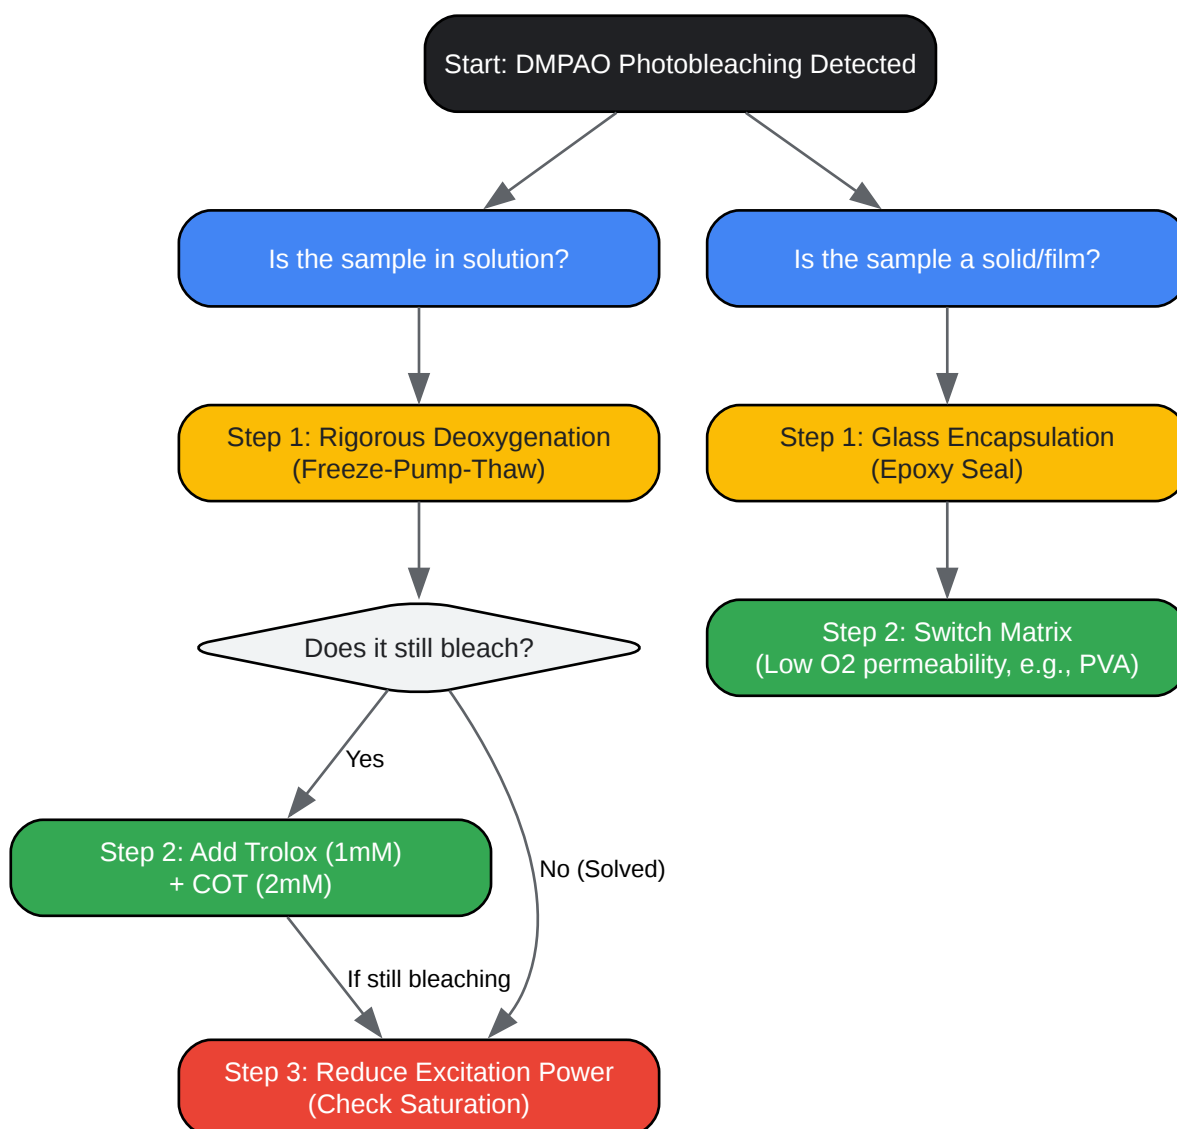 Start: DMPAO Photobleaching Detected
Is the sample in solution?
Is the sample a solid/film?
Step 1: Rigorous Deoxygenation
(Freeze-Pump-Thaw)
Step 1: Glass Encapsulation
(Epoxy Seal)
Does it still bleach?
Step 2: Switch Matrix
(Low O2 permeability, e.g., PVA)
Yes
Step 2: Add Trolox (1mM)
+ COT (2mM)
No (Solved)
If still bleaching
Step 3: Reduce Excitation Power
(Check Saturation)